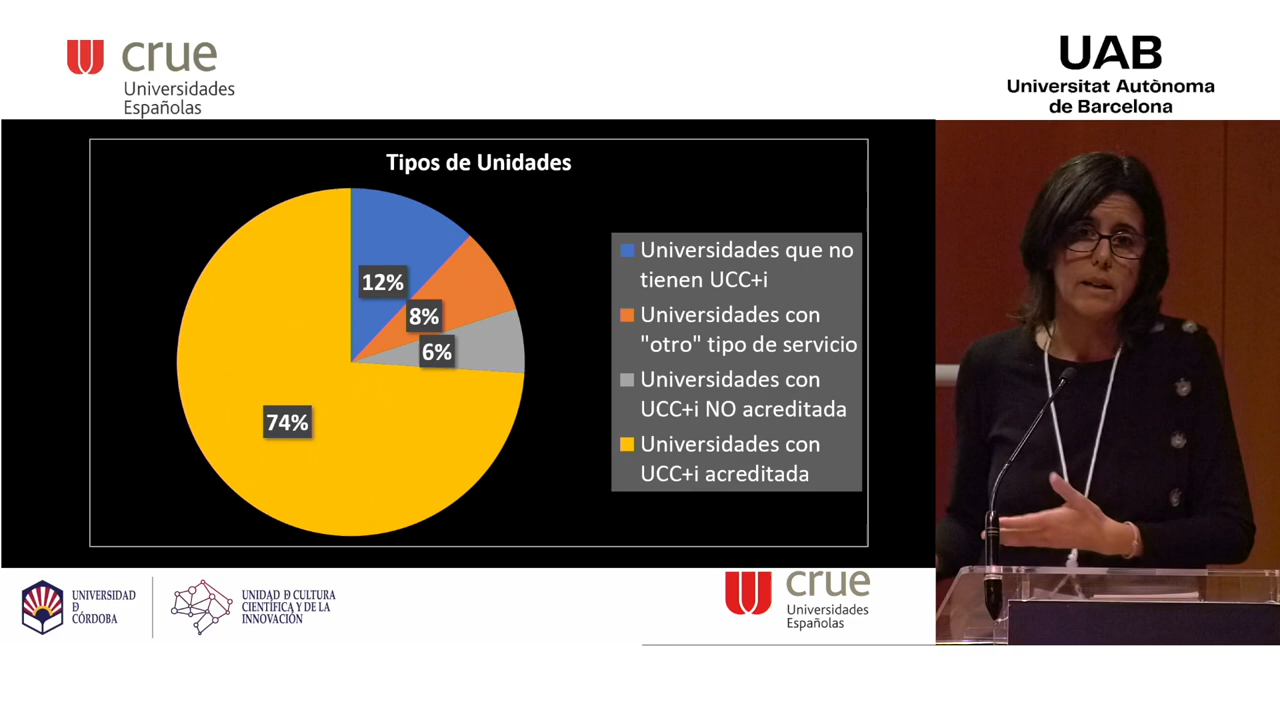 crue
Universidades
Españolas
UAB
Universitat Autònoma
de Barcelona
Tipos de Unidades
12%
8%
6%
74%
Universidades que no
tienen UCC+i
Universidades con
"otro" tipo de servicio
Universidades con
UCC+i NO acreditada
Universidades con
UCC+i acreditada
UNIVERSIDAD
Ð
CÓRDOBA
UNIDAD Ð CULTURA
CIENTÍFICA Y DE LA
INNOVACIÓN
crue
Universidades
Españolas